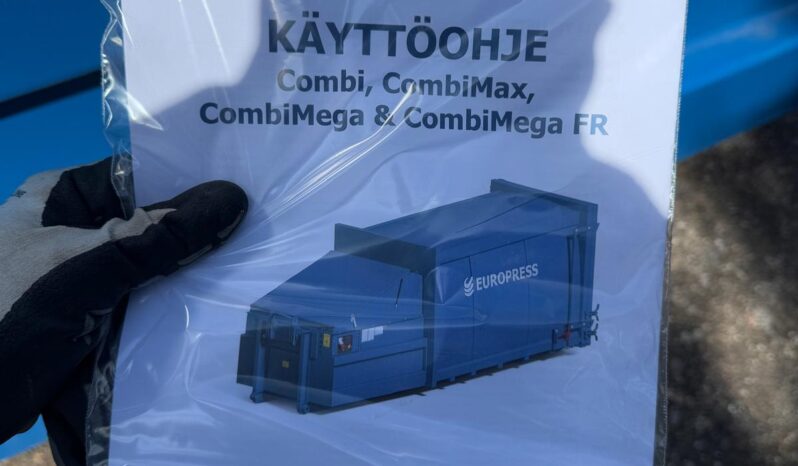 KÄYTTÖOHJE
Combi, CombiMax,
CombiMega & CombiMega FR
EUROPRESS